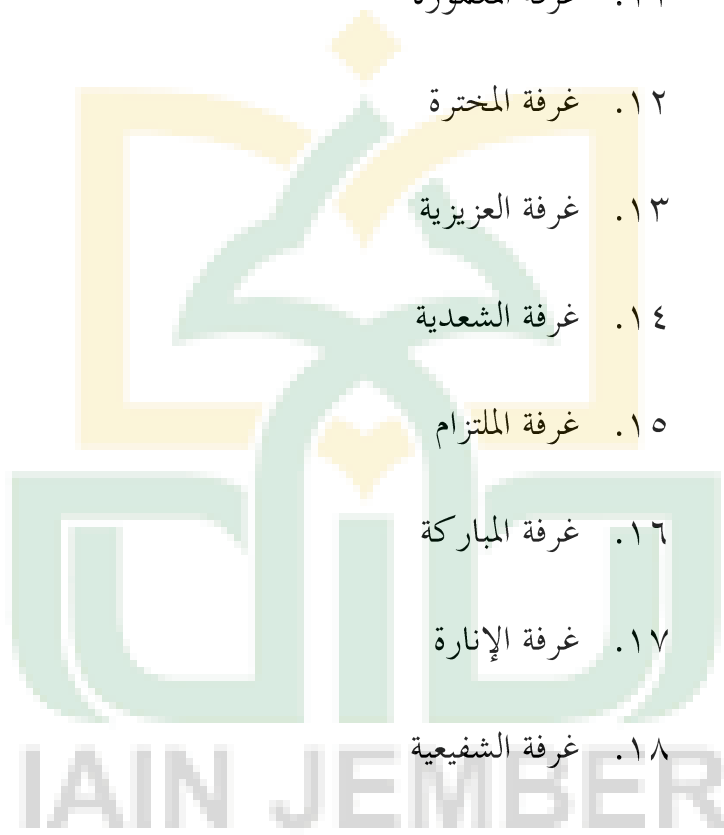 ١٢. غرفة المخترة
١٣. غرفة العزيزية
١٤. غرفة الشعدية
١٥. غرفة الملتزام
١٦. غرفة المباركة
١٧. غرفة الإنارة
١٨. غرفة الشفيعية
IAIN JEMBER